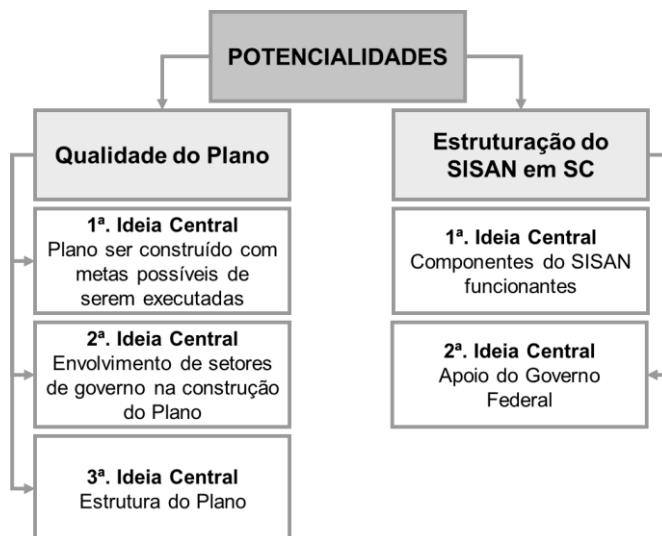 POTENCIALIDADES
Qualidade do Plano
1ª. Ideia Central
Plano ser construído com
metas possíveis de
serem executadas
2ª. Ideia Central
Envolvimento de setores
de governo na construção
do Plano
3ª. Ideia Central
Estrutura do Plano
Estruturação do
SISAN em SC
1ª. Ideia Central
Componentes do SISAN
funcionantes
2ª. Ideia Central
Apoio do Governo
Federal